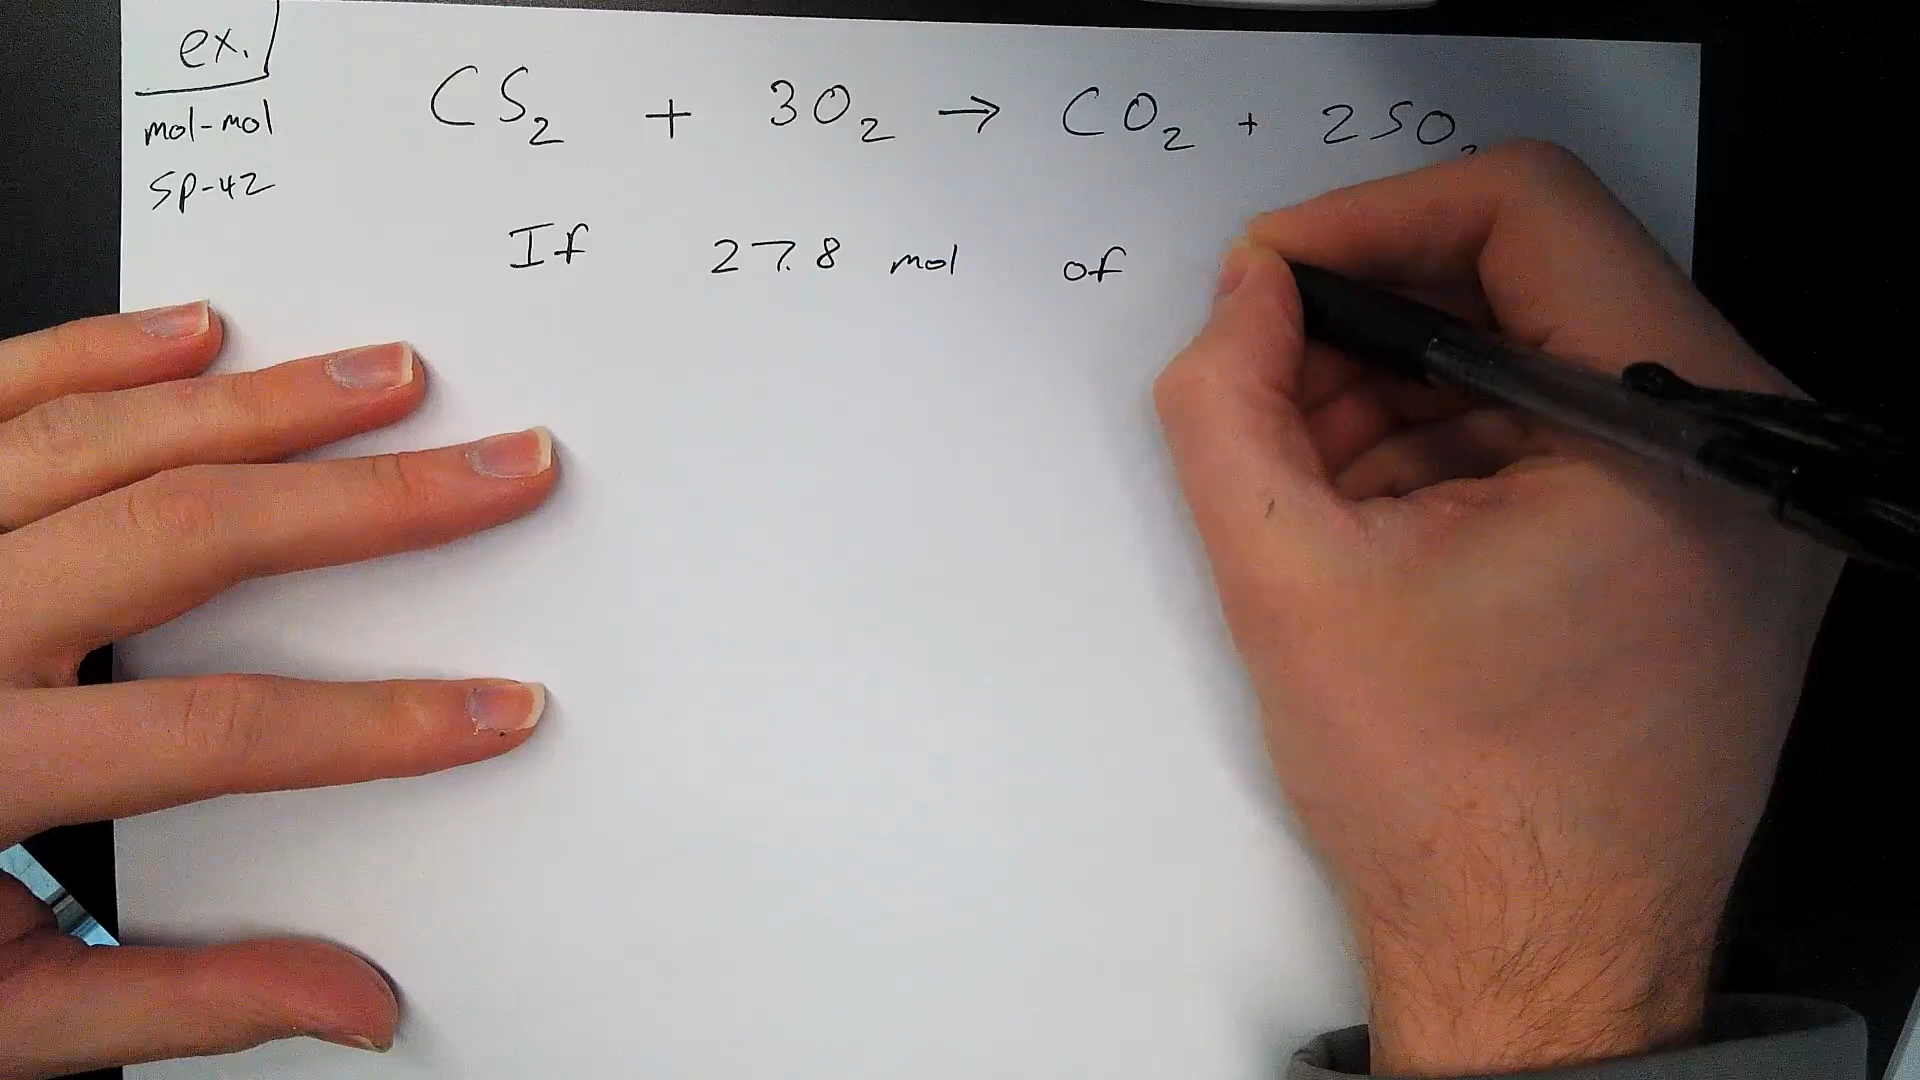 ex.
mol-mol
SP-42
CS₂ + 3O₂ → CO₂ + 2SO₂
If 27.8 mol of